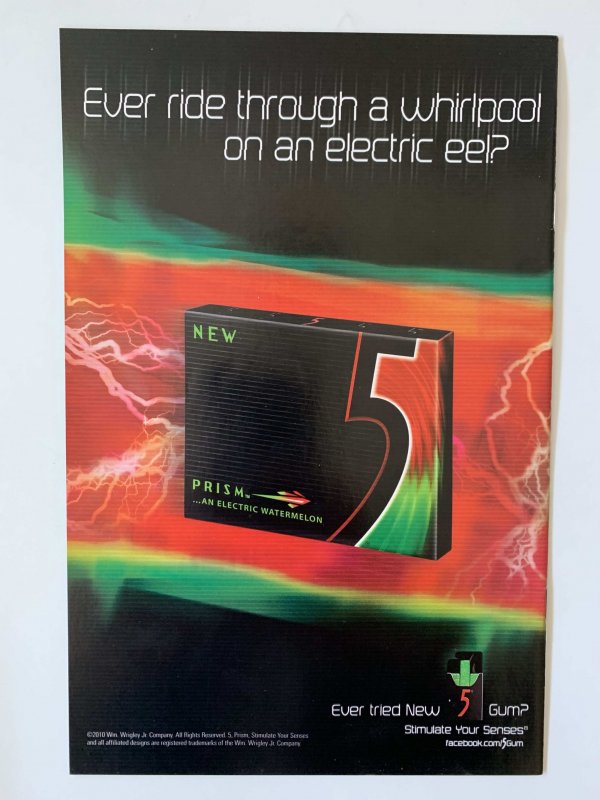 Ever ride through a whirlpool
on an electric eel?
NEW
5
5
PRISM™
...AN ELECTRIC WATERMELON
Ever tried New 5 Gum?
Stimulate Your Senses®
facebook.com/5Gum
©2010 Wm. Wrigley Jr. Company. All Rights Reserved. 5, Prism, Stimulate Your Senses
and all affiliated designs are registered trademarks of the Wm. Wrigley Jr. Company.